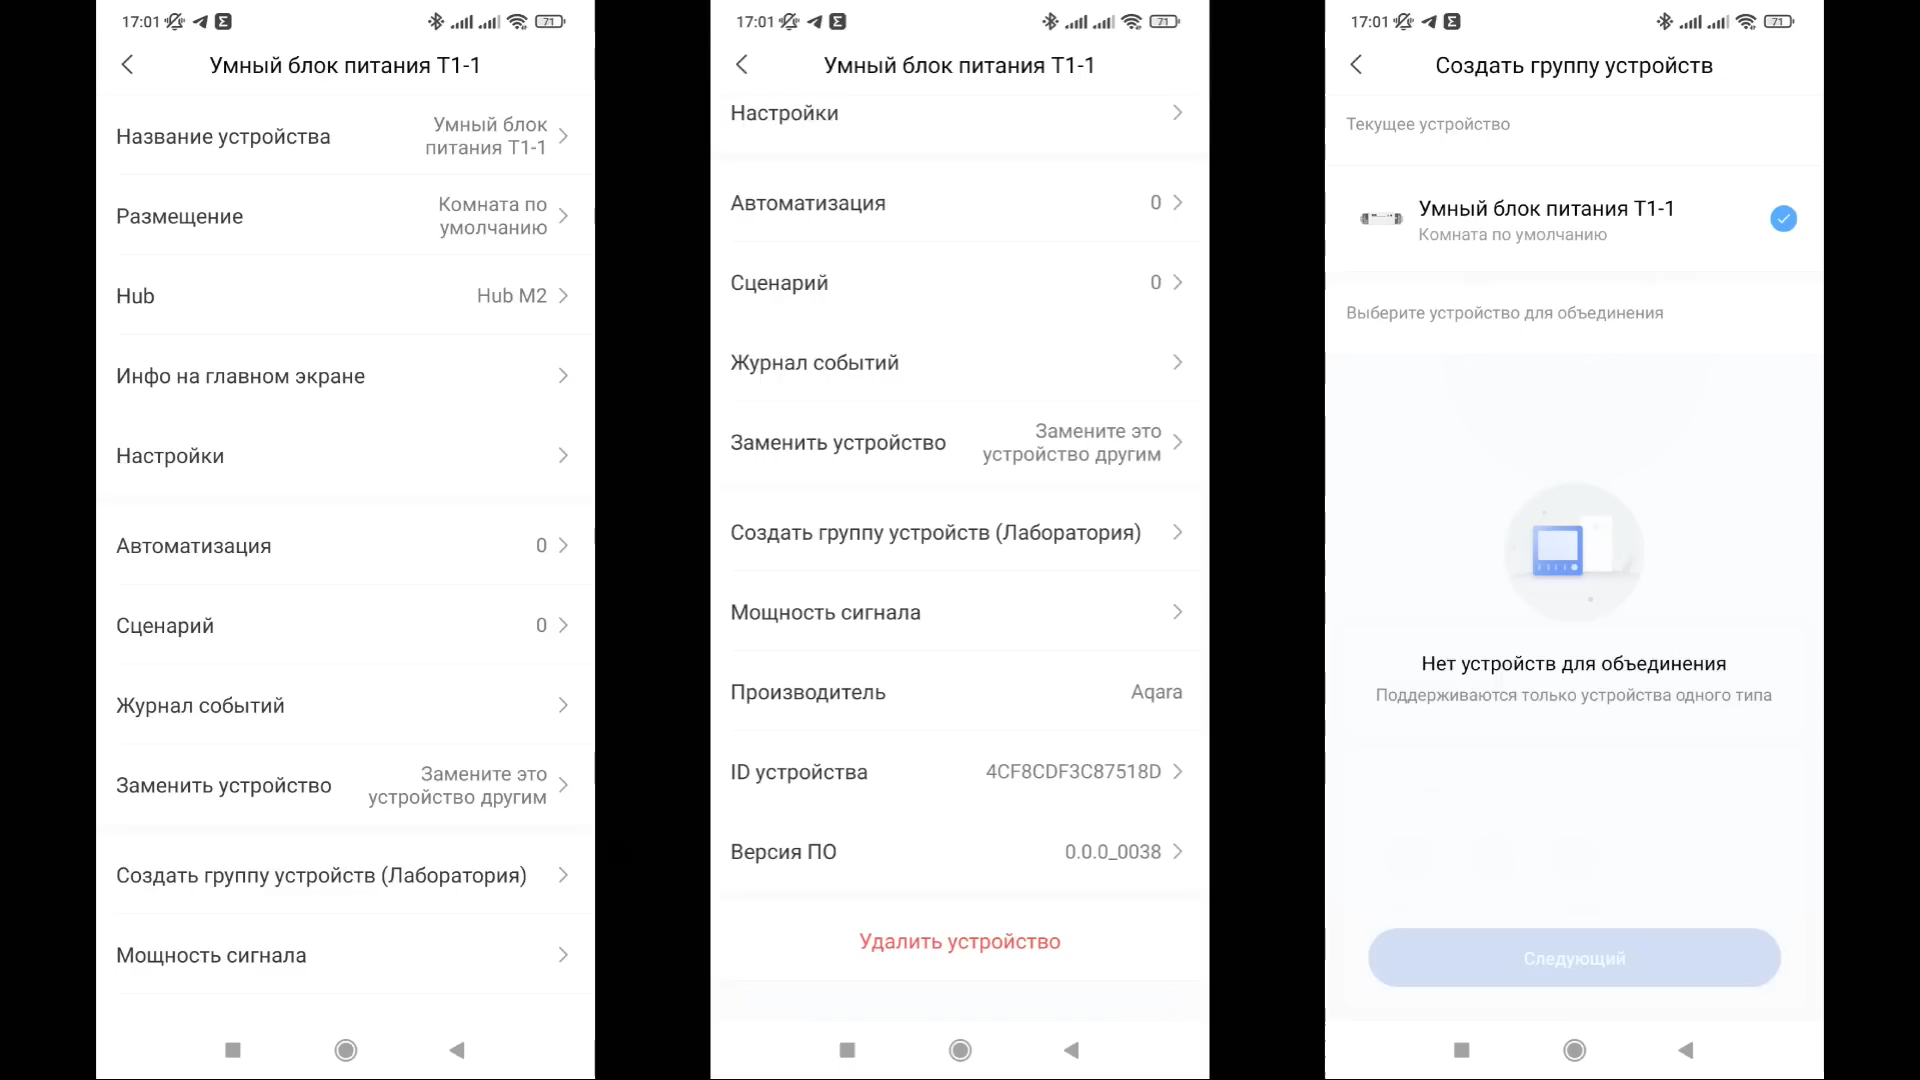 17:01
71
Умный блок питания T1-1
Название устройства
Умный блок
питания T1-1
Размещение
Комната по
умолчанию
Hub
Hub M2
Инфо на главном экране
Настройки
Автоматизация
0
Сценарий
0
Журнал событий
Заменить устройство
Замените это
устройство другим
Создать группу устройств (Лаборатория)
Мощность сигнала
17:01
71
Умный блок питания T1-1
Настройки
Автоматизация
0
Сценарий
0
Журнал событий
Заменить устройство
Замените это
устройство другим
Создать группу устройств (Лаборатория)
Мощность сигнала
Производитель
Aqara
ID устройства
4CF8CDF3C87518D
Версия ПО
0.0.0_0038
Удалить устройство
17:01
71
Создать группу устройств
Текущее устройство
Умный блок питания T1-1
Комната по умолчанию
Выберите устройство для объединения
Нет устройств для объединения
Поддерживаются только устройства одного типа
Следующий